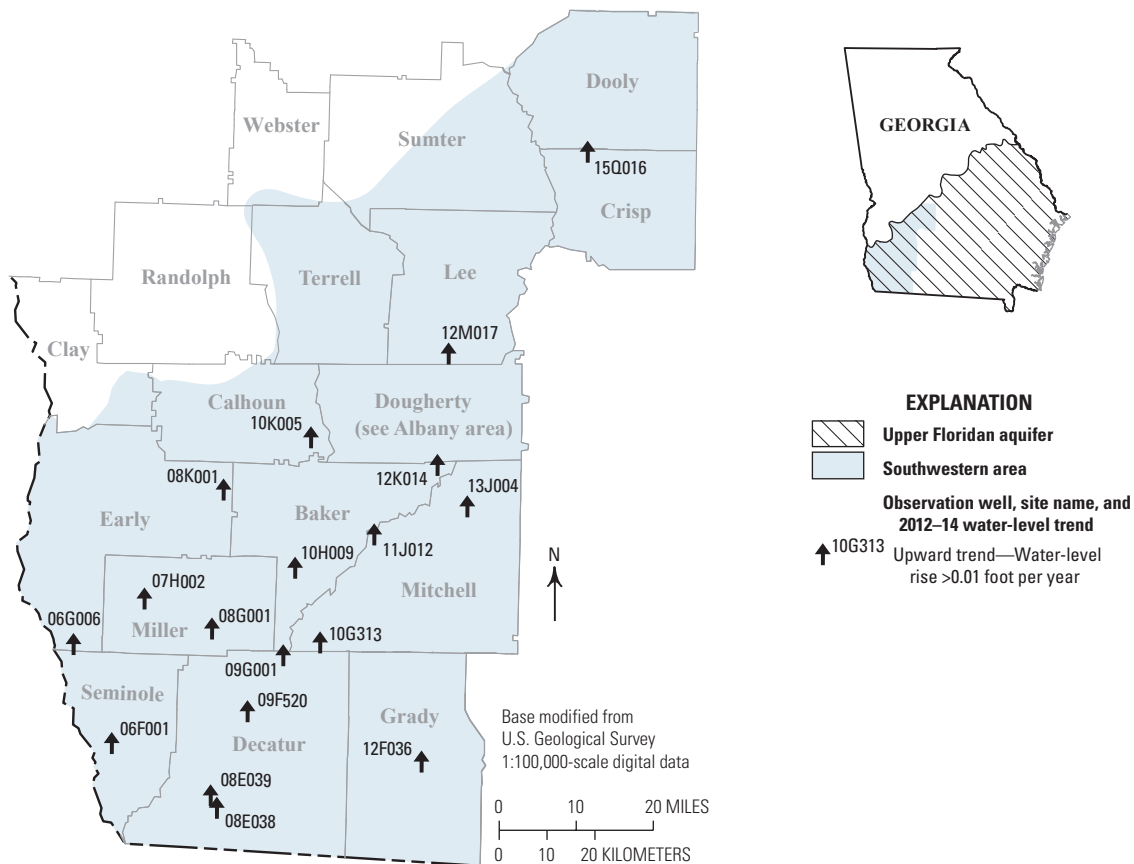 Dooly
Webster
Sumter
15Q016
Crisp
Randolph
Terrell
Lee
12M017
Clay
Calhoun
10K005
Dougherty
(see Albany area)
08K001
12K014
13J004
Early
Baker
11J012
10H009
Mitchell
07H002
06G006
08G001
Miller
10G313
09G001
Seminole
09F520
06F001
Decatur
Grady
12F036
08E039
08E038
Base modified from
U.S. Geological Survey
1:100,000-scale digital data
N
0 10 20 MILES
0 10 20 KILOMETERS
GEORGIA
EXPLANATION
Upper Floridan aquifer
Southwestern area
Observation well, site name, and
2012–14 water-level trend
10G313 Upward trend—Water-level
rise >0.01 foot per year